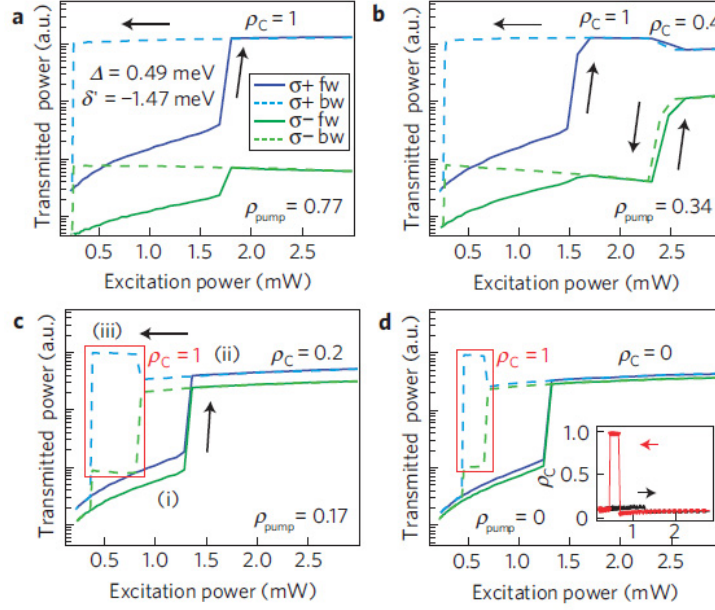 a
ρC = 1
Δ = 0.49 meV
δ' = −1.47 meV
σ+ fw
σ+ bw
σ− fw
σ− bw
ρpump = 0.77
Transmitted power (a.u.)
0.5 1.0 1.5 2.0 2.5
Excitation power (mW)
b
ρC = 1
ρC = 0.4
ρpump = 0.34
Transmitted power (a.u.)
0.5 1.0 1.5 2.0 2.5
Excitation power (mW)
c
(iii)
ρC = 1
(ii)
ρC = 0.2
(i)
ρpump = 0.17
Transmitted power (a.u.)
0.5 1.0 1.5 2.0 2.5
Excitation power (mW)
d
ρC = 1
ρC = 0
ρpump = 0
1.0
0.5
0
ρC
1 2
Transmitted power (a.u.)
0.5 1.0 1.5 2.0 2.5
Excitation power (mW)